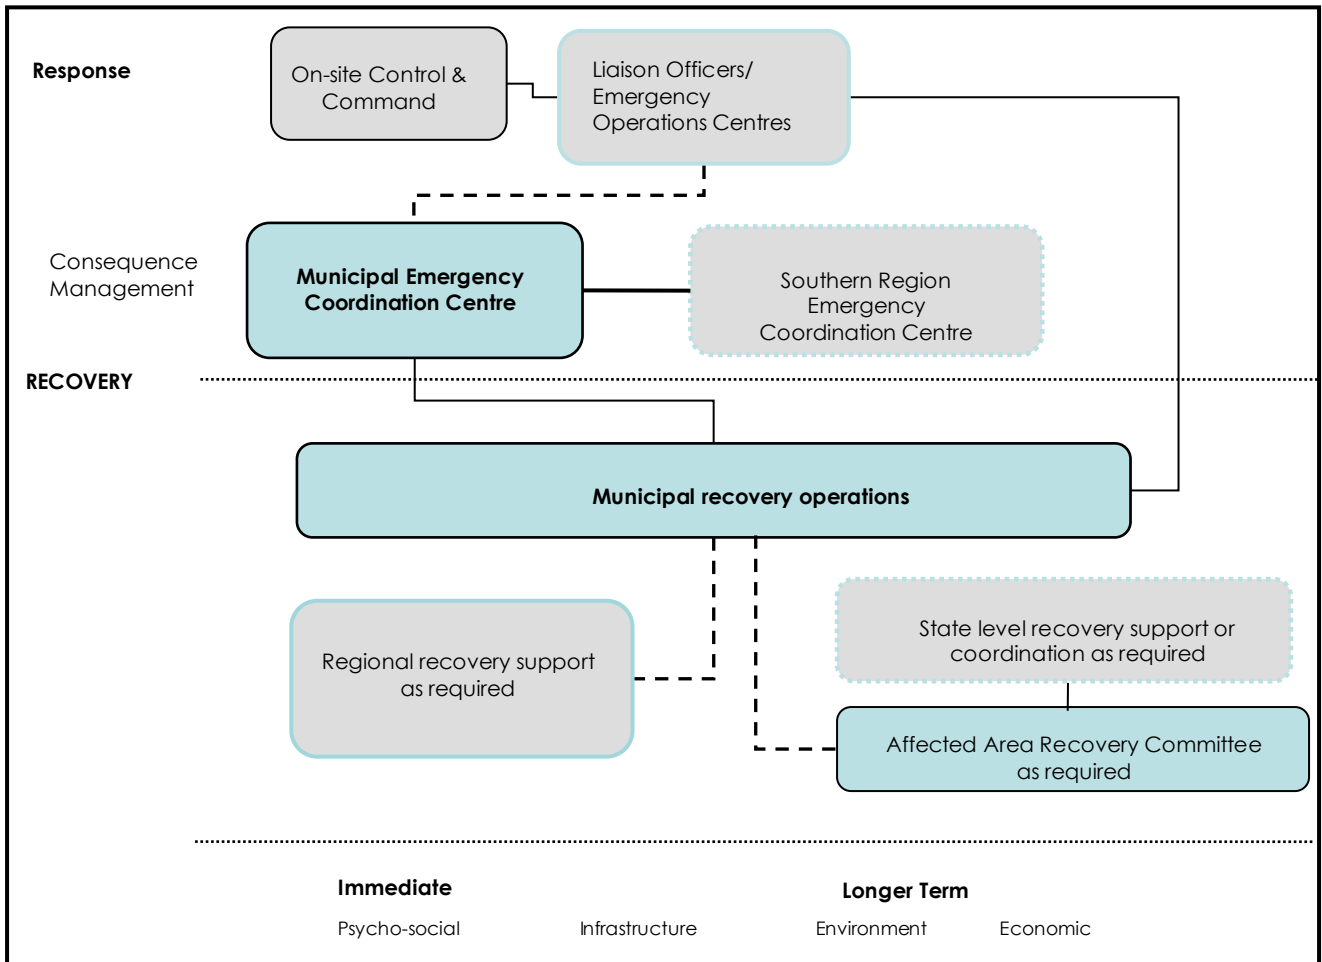 Response
On-site Control &
Command
Liaison Officers/
Emergency
Operations Centres
Consequence
Management
Municipal Emergency
Coordination Centre
Southern Region
Emergency
Coordination Centre
RECOVERY
Municipal recovery operations
Regional recovery support
as required
State level recovery support or
coordination as required
Affected Area Recovery Committee
as required
Immediate
Longer Term
Psycho-social
Infrastructure
Environment
Economic